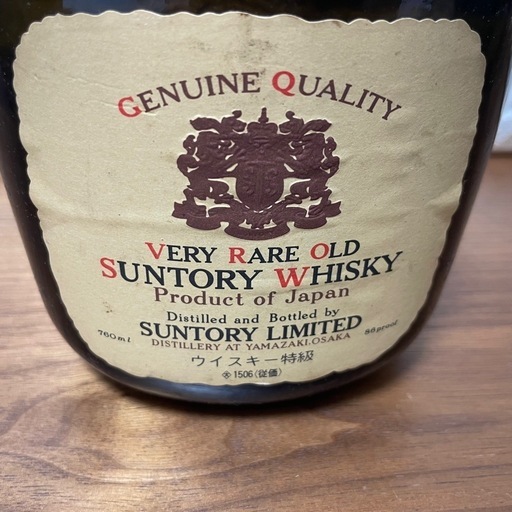 GENUINE QUALITY
VERY RARE OLD
SUNTORY WHISKY
Product of Japan
Distilled and Bottled by
760ml SUNTORY LIMITED 86proof
DISTILLERY AT YAMAZAKI.OSAKA
ウイスキー特級
1506(従価)